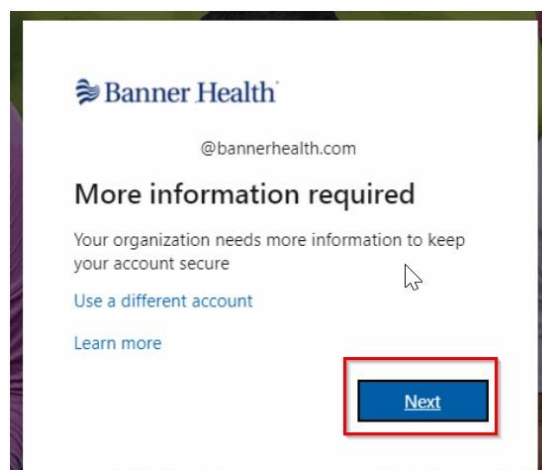 Banner Health
@bannerhealth.com
More information required
Your organization needs more information to keep
your account secure
Use a different account
Learn more
Next